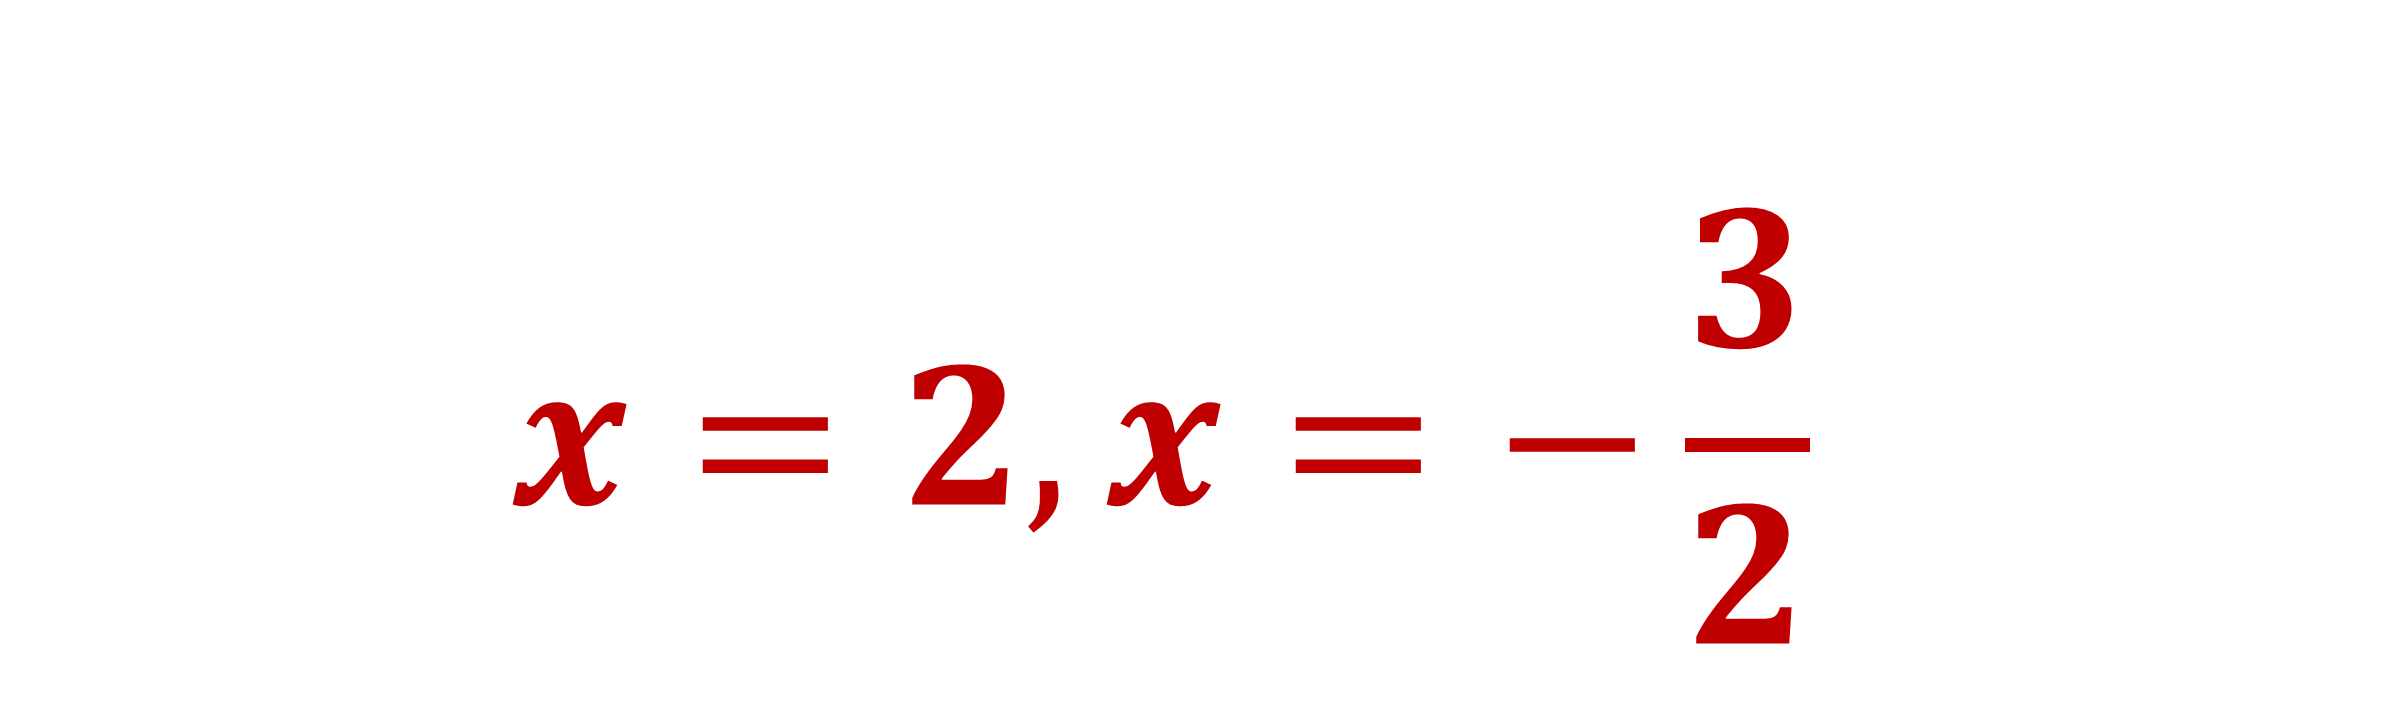 x = 2, x = -3/2